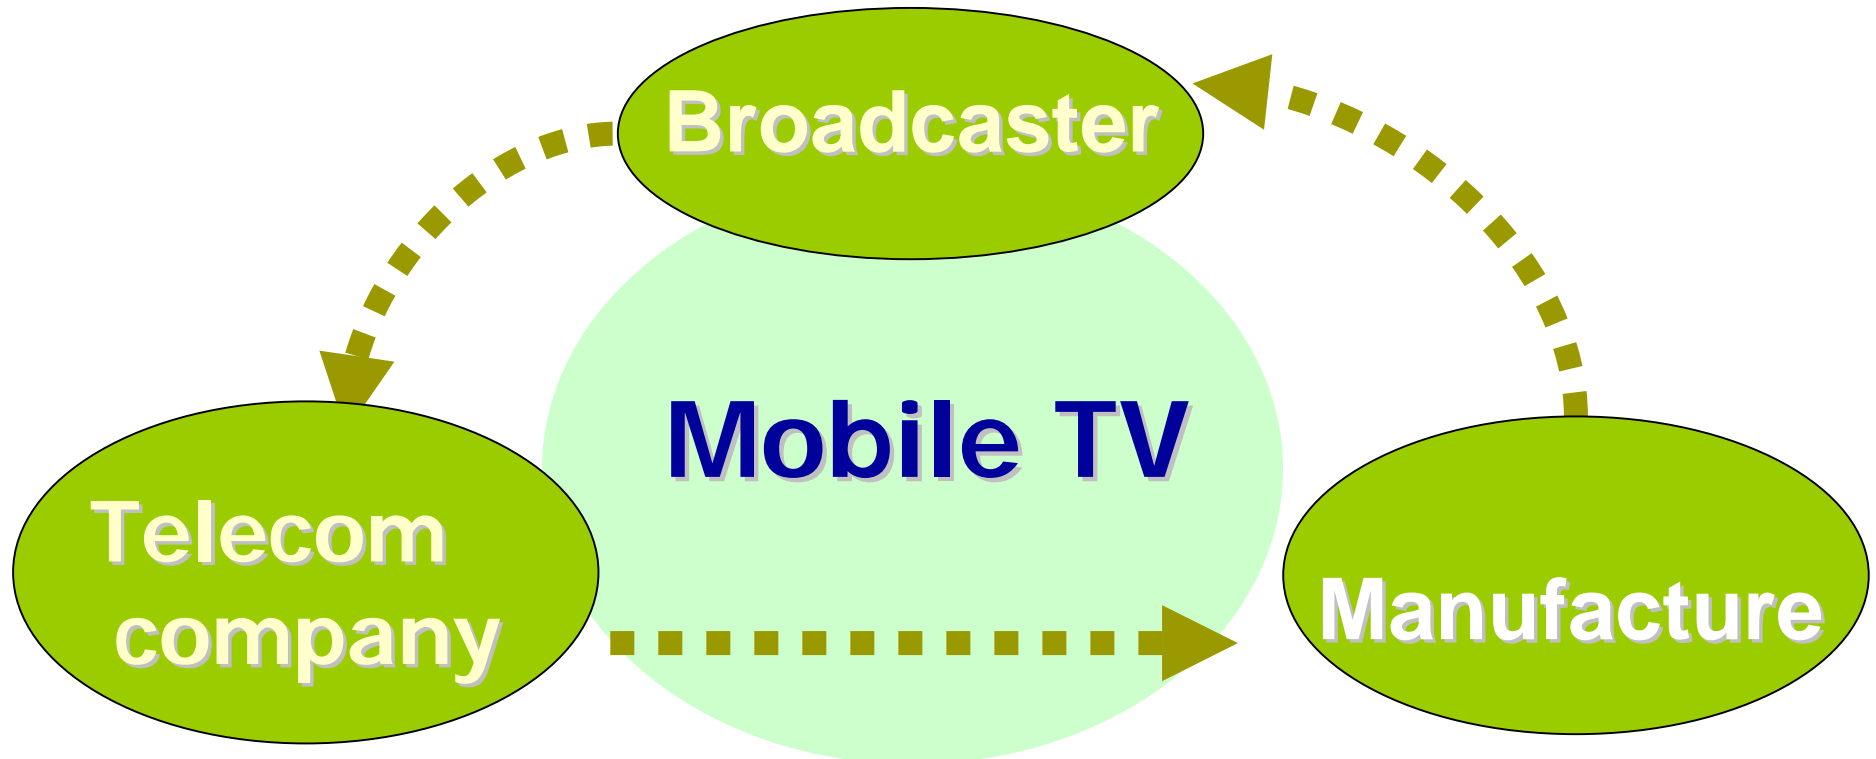 Broadcaster
Mobile TV
Telecom
company
Manufacture